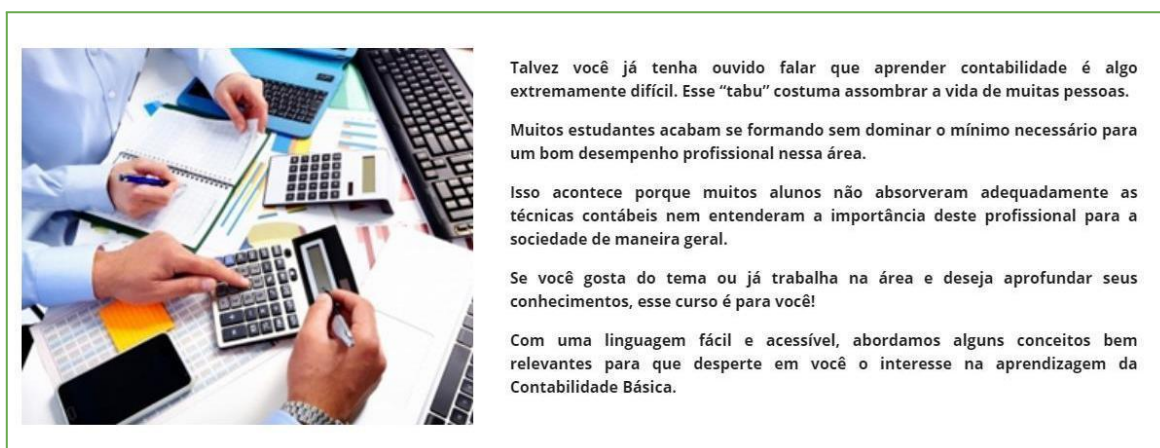 Talvez você já tenha ouvido falar que aprender contabilidade é algo
extremamente difícil. Esse “tabu” costuma assombrar a vida de muitas pessoas.
Muitos estudantes acabam se formando sem dominar o mínimo necessário para
um bom desempenho profissional nessa área.
Isso acontece porque muitos alunos não absorveram adequadamente as
técnicas contábeis nem entenderam a importância deste profissional para a
sociedade de maneira geral.
Se você gosta do tema ou já trabalha na área e deseja aprofundar seus
conhecimentos, esse curso é para você!
Com uma linguagem fácil e acessível, abordamos alguns conceitos bem
relevantes para que desperte em você o interesse na aprendizagem da
Contabilidade Básica.